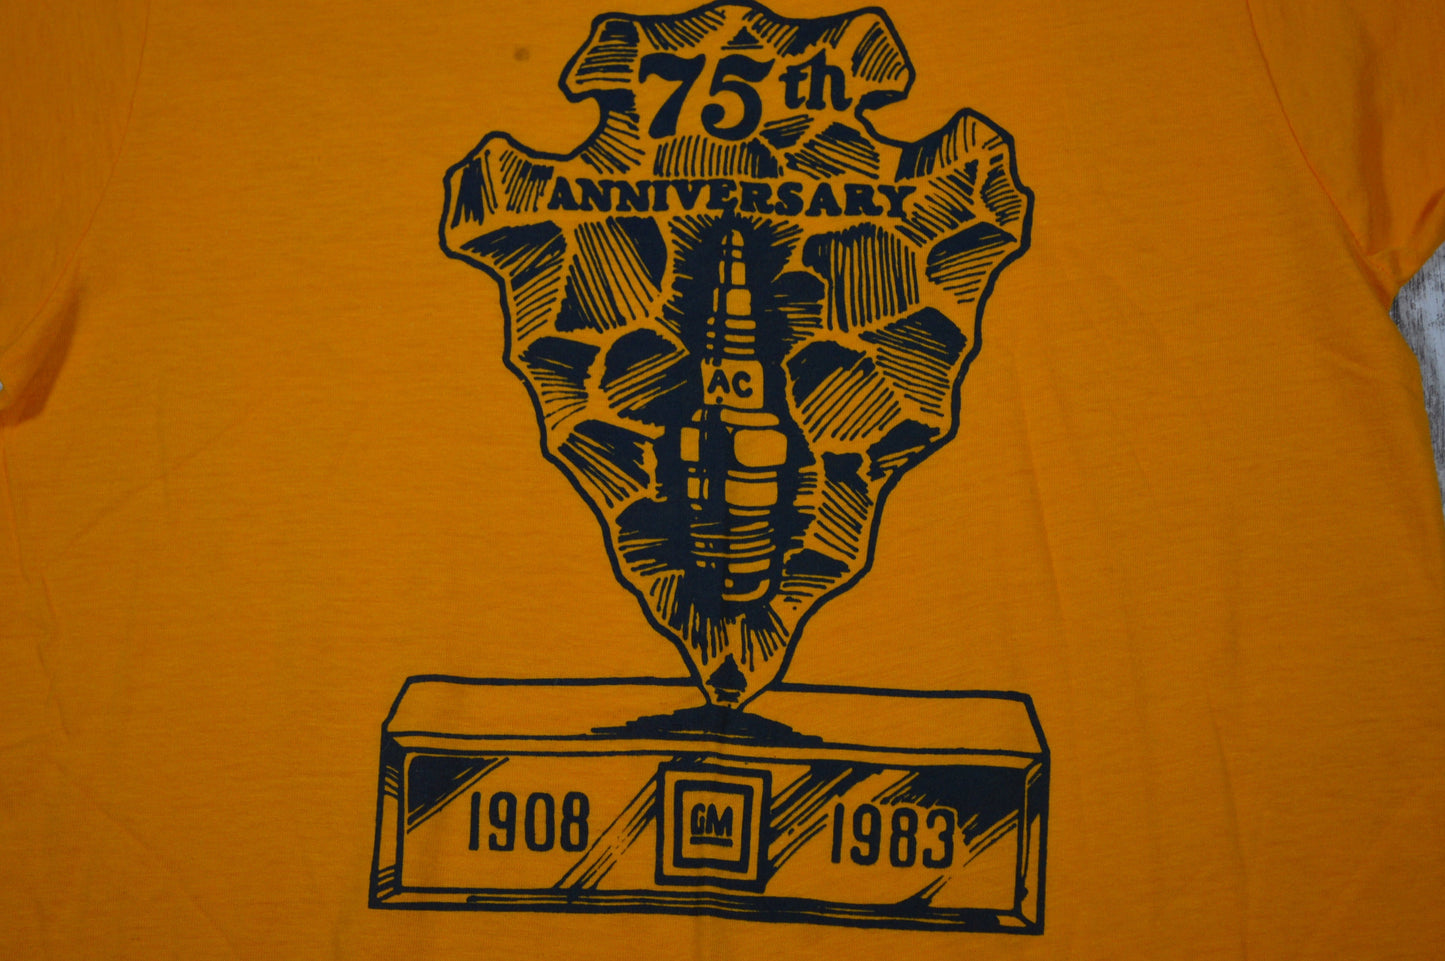 75th
ANNIVERSARY
AC
1908 GM 1983